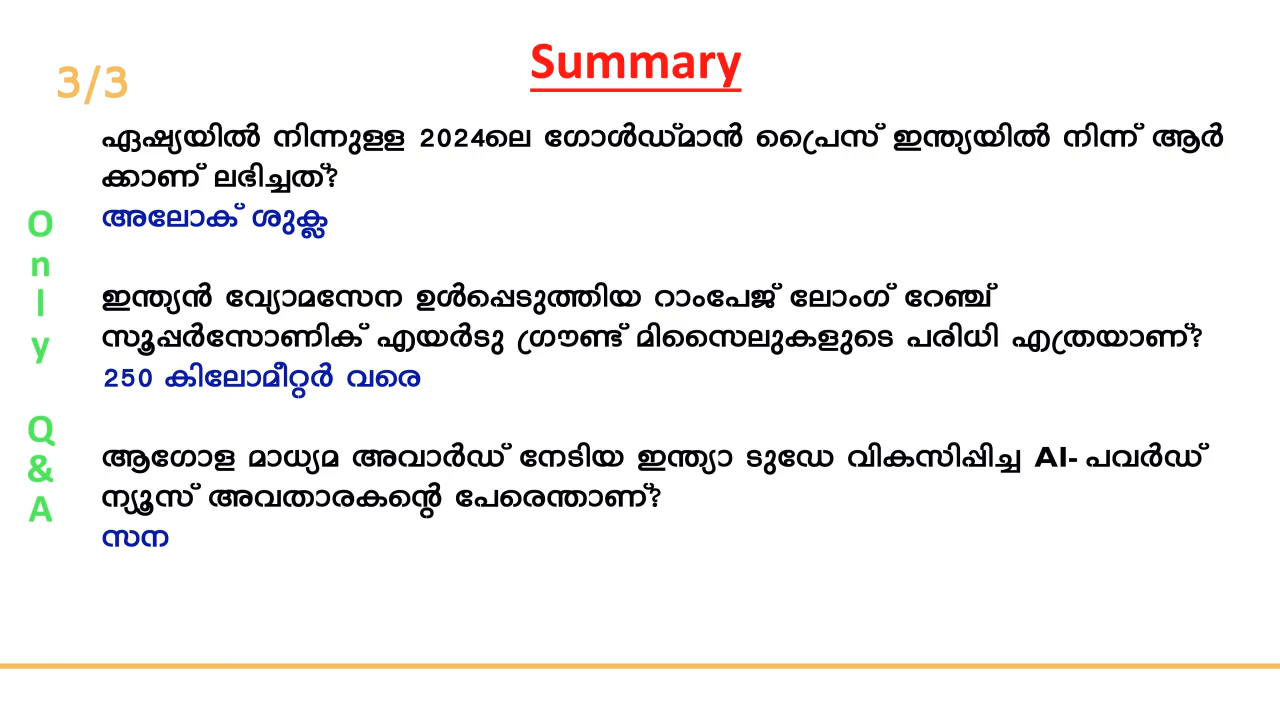 Summary
3/3
ഏഷ്യയിൽ നിന്നുളള 2024ലെ ഗോൾഡ്മാൻ പ്രൈസ് ഇന്ത്യയിൽ നിന്ന് ആർ
ക്കാണ് ലഭിച്ചത്?
അലോക് ശുക്ല
ഇന്ത്യൻ വ്യോമസേന ഉൾപ്പെടുത്തിയ റാംപേജ് ലോംഗ് റേഞ്ച്
സൂപ്പർസോണിക് എയർടു ഗ്രൗണ്ട് മിസൈലുകളുടെ പരിധി എത്രയാണ്?
250 കിലോമീറ്റർ വരെ
ആഗോള മാധ്യമ അവാർഡ് നേടിയ ഇന്ത്യാ ടുഡേ വികസിപ്പിച്ച AI- പവർഡ്
ന്യൂസ് അവതാരകന്റെ പേരെന്താണ്?
സന
Only Q&A